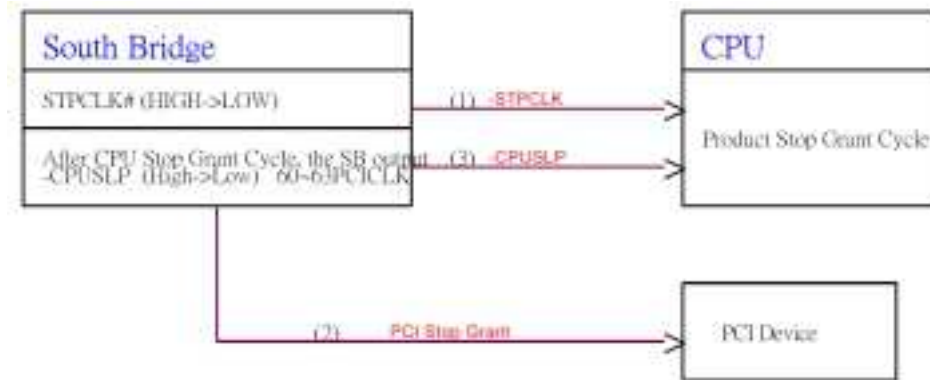 South Bridge
STPCLK# (HIGH->LOW)
After CPU Stop Grant Cycle, the SB output
-CPUSLP (High->Low) 60~63PCICLK
(1) -STPCLK
(3) -CPUSLP
CPU
Product Stop Grant Cycle
(2) PCI Stop Grant
PCI Device